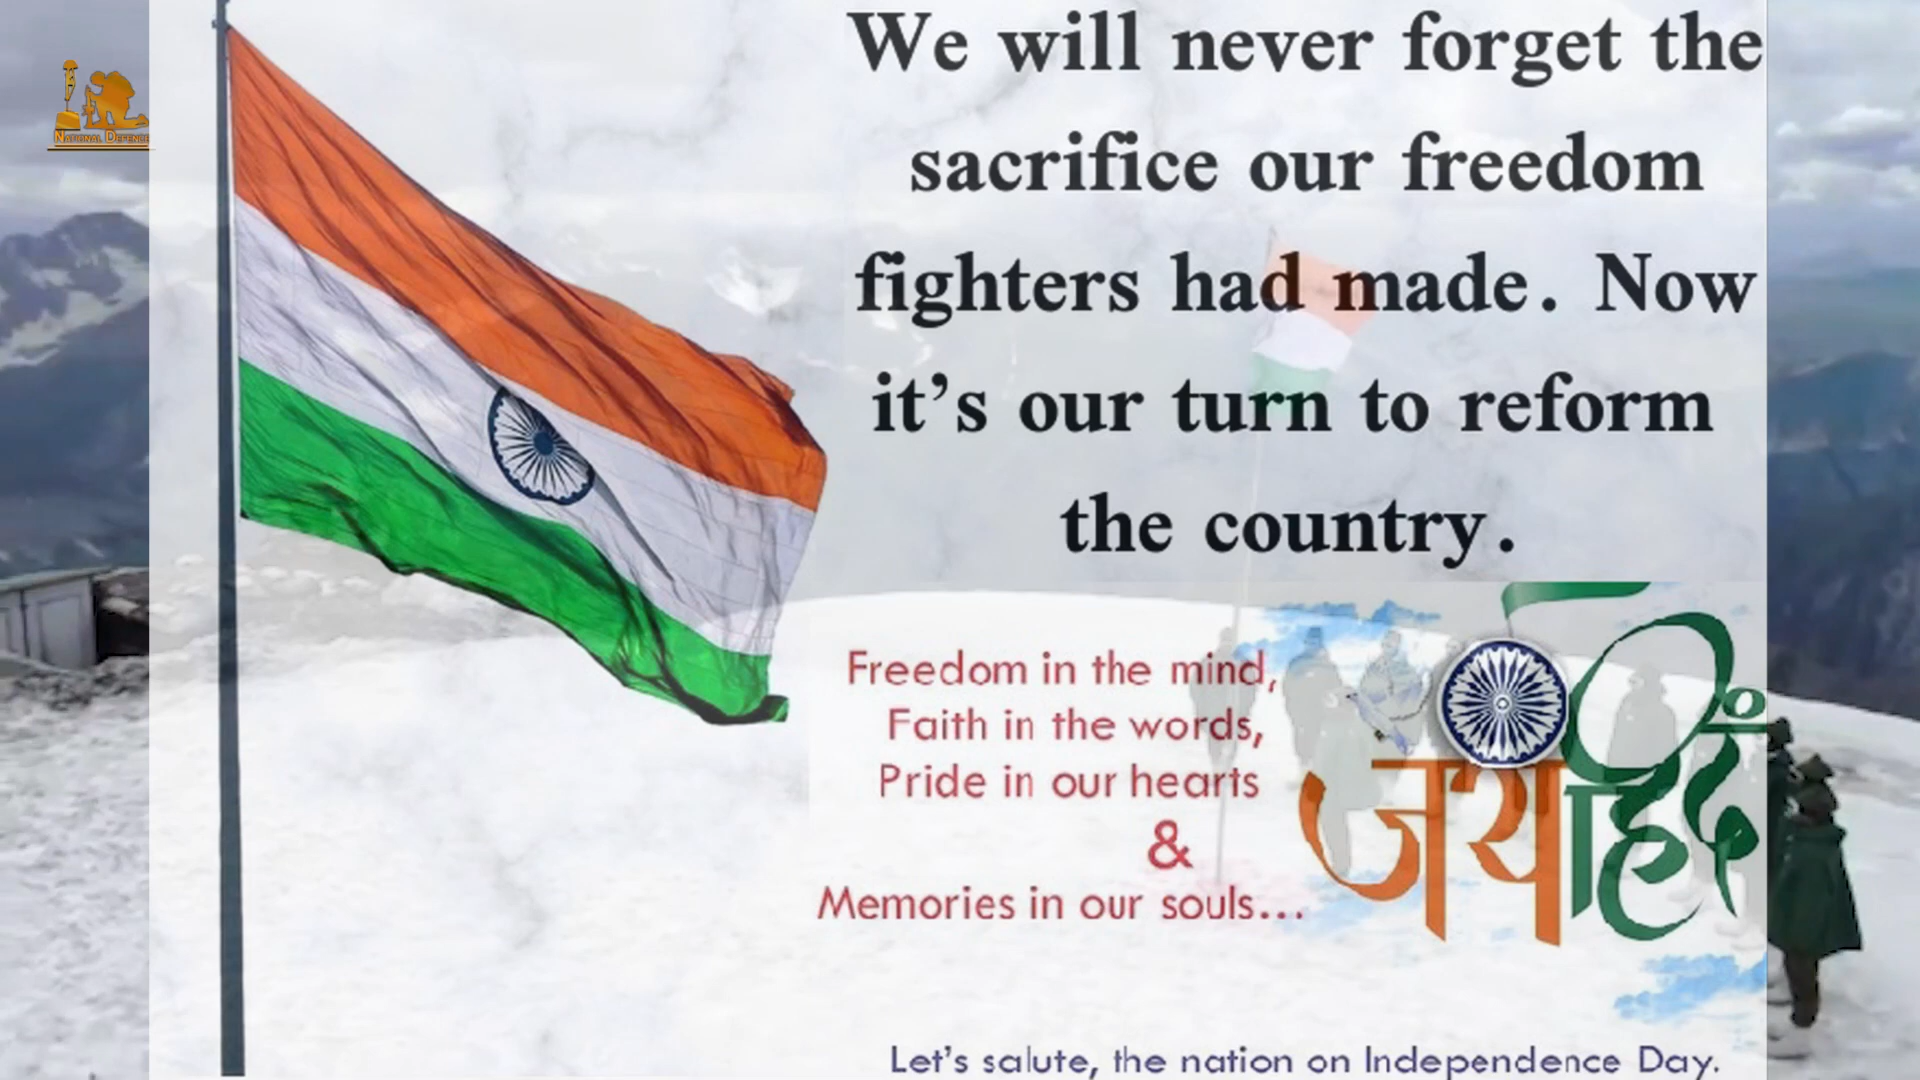 NATIONAL DEFENCE
We will never forget the
sacrifice our freedom
fighters had made. Now
it’s our turn to reform
the country.
Freedom in the mind,
Faith in the words,
Pride in our hearts
&
Memories in our souls...
जय हिंद
Let’s salute, the nation on Independence Day.